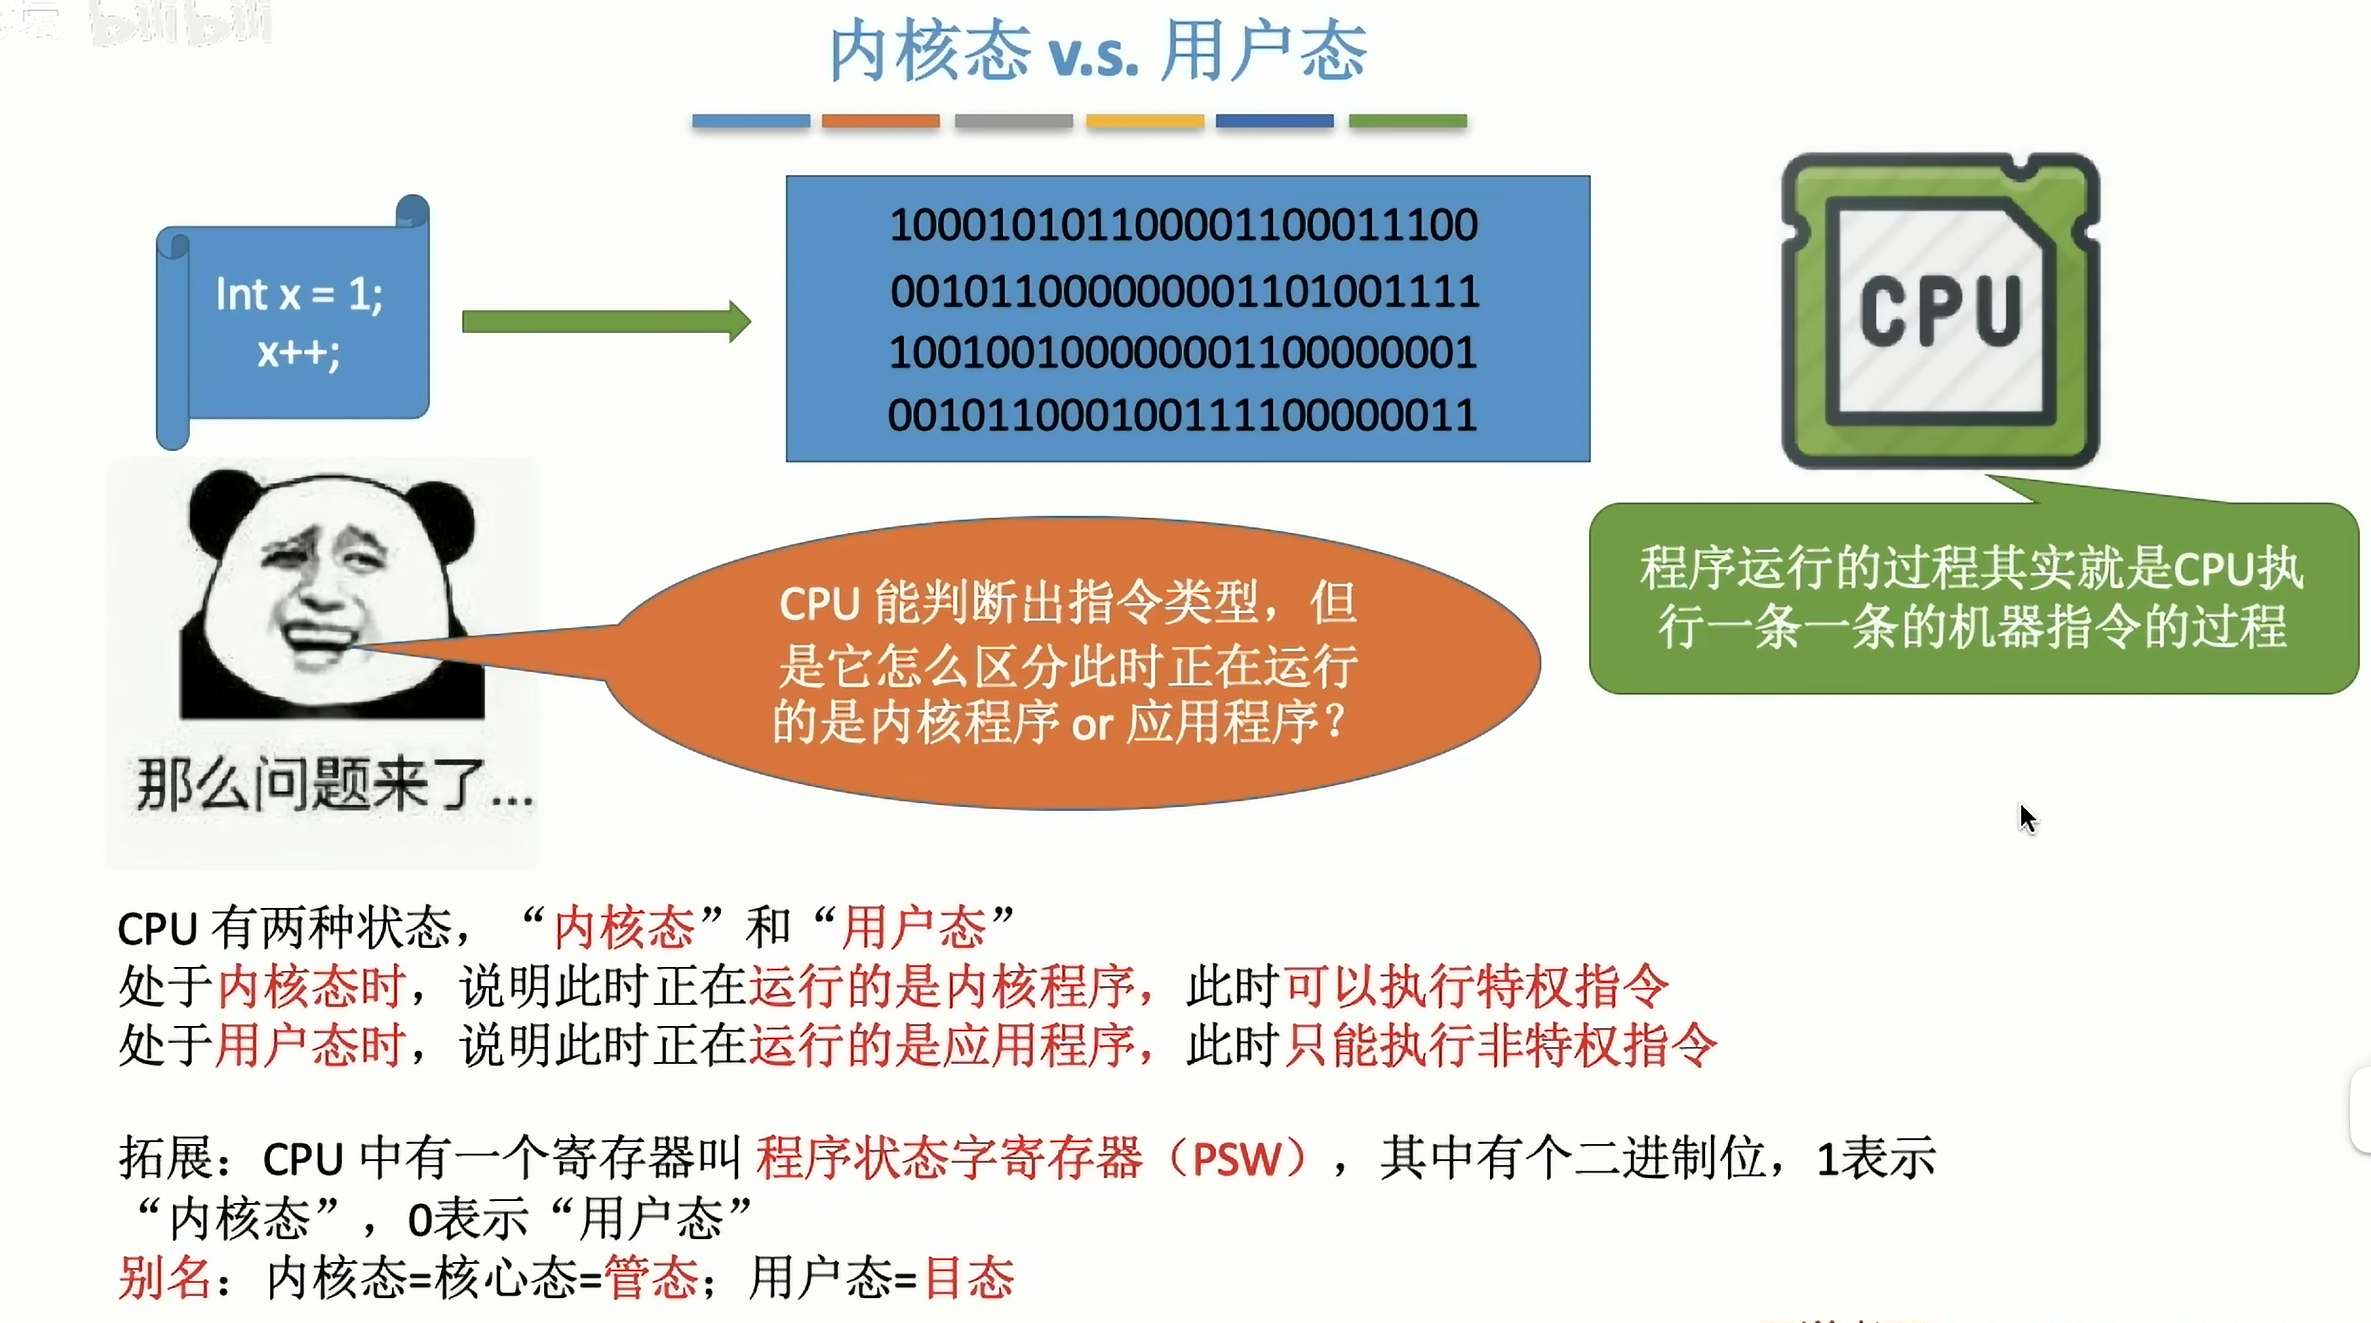 bilibili
内核态 v.s. 用户态
Int x = 1;
x++;
100010101100001100011100
001011000000001101001111
100100100000001100000001
001011000100111100000011
CPU
程序运行的过程其实就是CPU执
行一条一条的机器指令的过程
CPU 能判断出指令类型，但
是它怎么区分此时正在运行
的是内核程序 or 应用程序？
那么问题来了...
CPU 有两种状态，“内核态”和“用户态”
处于内核态时，说明此时正在运行的是内核程序，此时可以执行特权指令
处于用户态时，说明此时正在运行的是应用程序，此时只能执行非特权指令
拓展：CPU 中有一个寄存器叫 程序状态字寄存器（PSW），其中有个二进制位，1表示
“内核态”，0表示“用户态”
别名：内核态=核心态=管态；用户态=目态